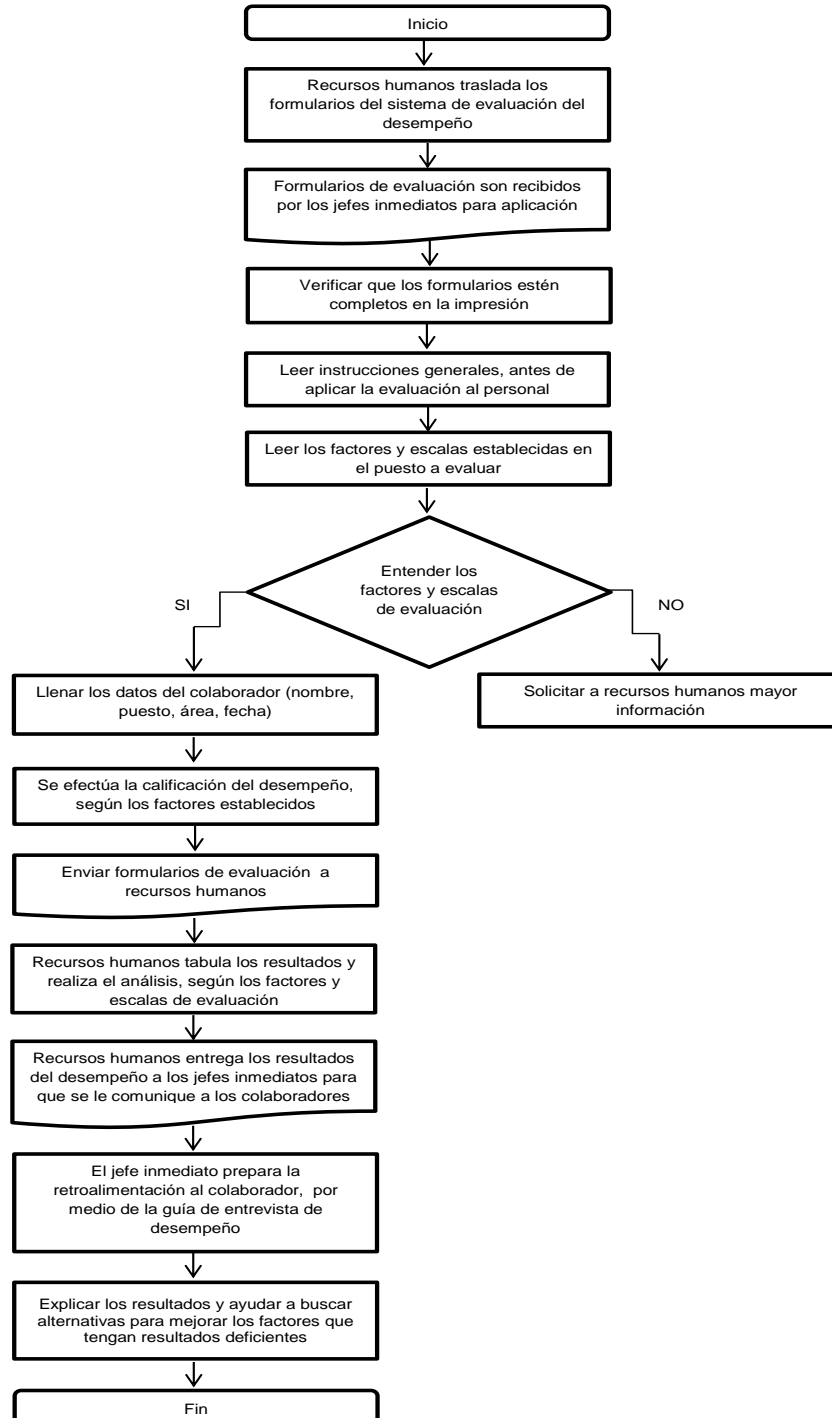 Inicio
Recursos humanos traslada los
formularios del sistema de evaluación del
desempeño
Formularios de evaluación son recibidos
por los jefes inmediatos para aplicación
Verificar que los formularios estén
completos en la impresión
Leer instrucciones generales, antes de
aplicar la evaluación al personal
Leer los factores y escalas establecidas en
el puesto a evaluar
Entender los
factores y escalas
de evaluación
SI
NO
Llenar los datos del colaborador (nombre,
puesto, área, fecha)
Solicitar a recursos humanos mayor
información
Se efectúa la calificación del desempeño,
según los factores establecidos
Enviar formularios de evaluación a
recursos humanos
Recursos humanos tabula los resultados y
realiza el análisis, según los factores y
escalas de evaluación
Recursos humanos entrega los resultados
del desempeño a los jefes inmediatos para
que se le comunique a los colaboradores
El jefe inmediato prepara la
retroalimentación al colaborador, por
medio de la guía de entrevista de
desempeño
Explicar los resultados y ayudar a buscar
alternativas para mejorar los factores que
tengan resultados deficientes
Fin